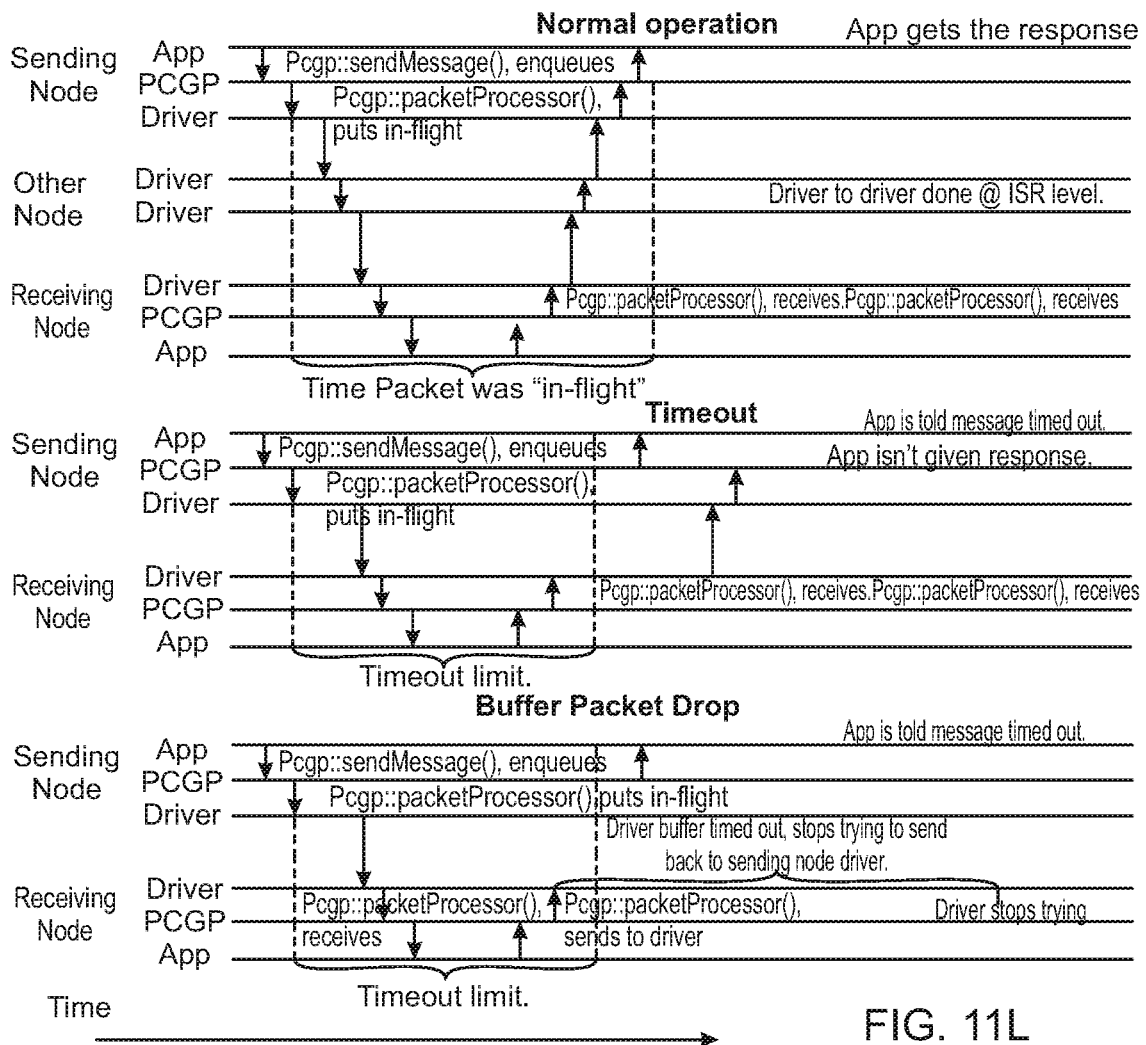 Normal operation
App gets the response
Sending Node
App
Pcgp::sendMessage(), enqueues
PCGP
Pcgp::packetProcessor(),
puts in-flight
Driver
Other Node
Driver
Driver to driver done @ ISR level.
Driver
Receiving Node
Driver
Pcgp::packetProcessor(), receives.Pcgp::packetProcessor(), receives
PCGP
App
Time Packet was “in-flight”
Timeout
App is told message timed out.
Sending Node
App
Pcgp::sendMessage(), enqueues
App isn’t given response.
PCGP
Pcgp::packetProcessor(),
puts in-flight
Driver
Receiving Node
Driver
Pcgp::packetProcessor(), receives.Pcgp::packetProcessor(), receives
PCGP
App
Timeout limit.
Buffer Packet Drop
App is told message timed out.
Sending Node
App
Pcgp::sendMessage(), enqueues
PCGP
Pcgp::packetProcessor(),puts in-flight
Driver
Driver buffer timed out, stops trying to send
back to sending node driver.
Receiving Node
Driver
Pcgp::packetProcessor(),
receives
Pcgp::packetProcessor(),
sends to driver
Driver stops trying
PCGP
App
Timeout limit.
Time
FIG. 11L